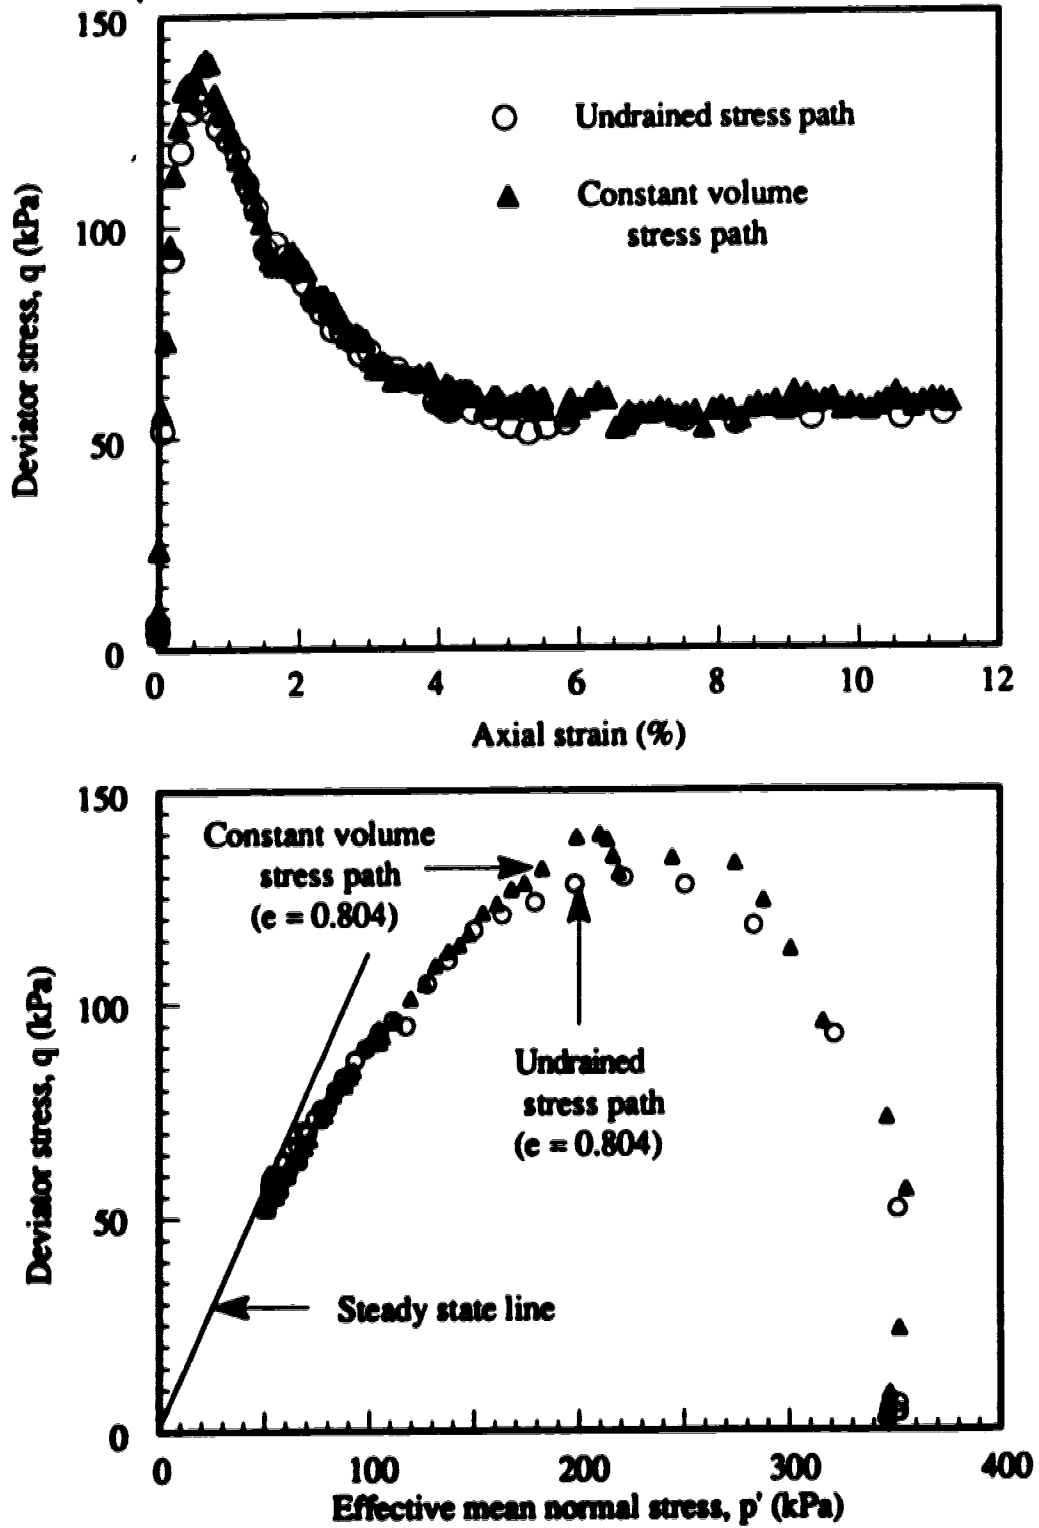 150
100
50
0
Deviator stress, q (kPa)
Undrained stress path
Constant volume
stress path
0 2 4 6 8 10 12
Axial strain (%)
150
100
50
0
Deviator stress, q (kPa)
Constant volume
stress path
(e = 0.804)
Undrained
stress path
(e = 0.804)
Steady state line
0 100 200 300 400
Effective mean normal stress, p' (kPa)